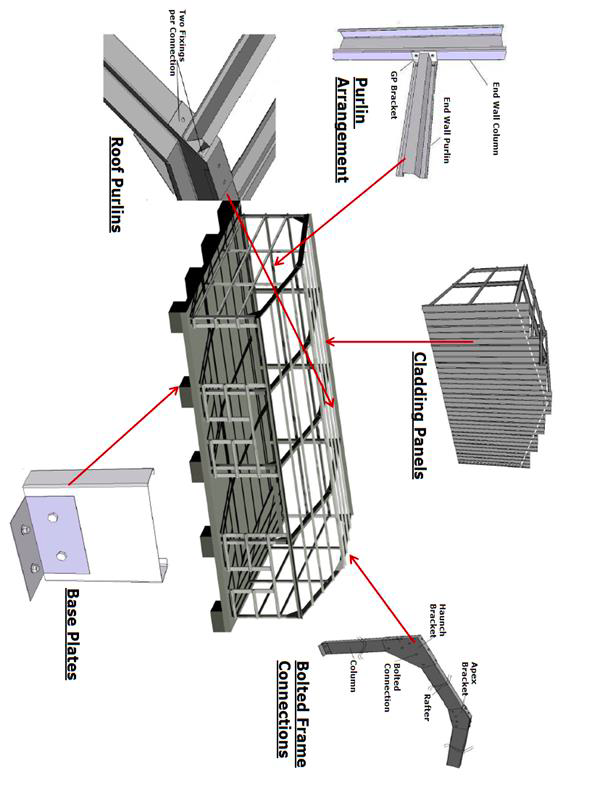 Two Fixings
per Connection
Roof Purlins
End Wall Column
End Wall Purlin
GP Bracket
Purlin
Arrangement
Cladding Panels
Base Plates
Haunch
Bracket
Apex
Bracket
Rafter
Bolted
Connection
Column
Bolted Frame
Connections